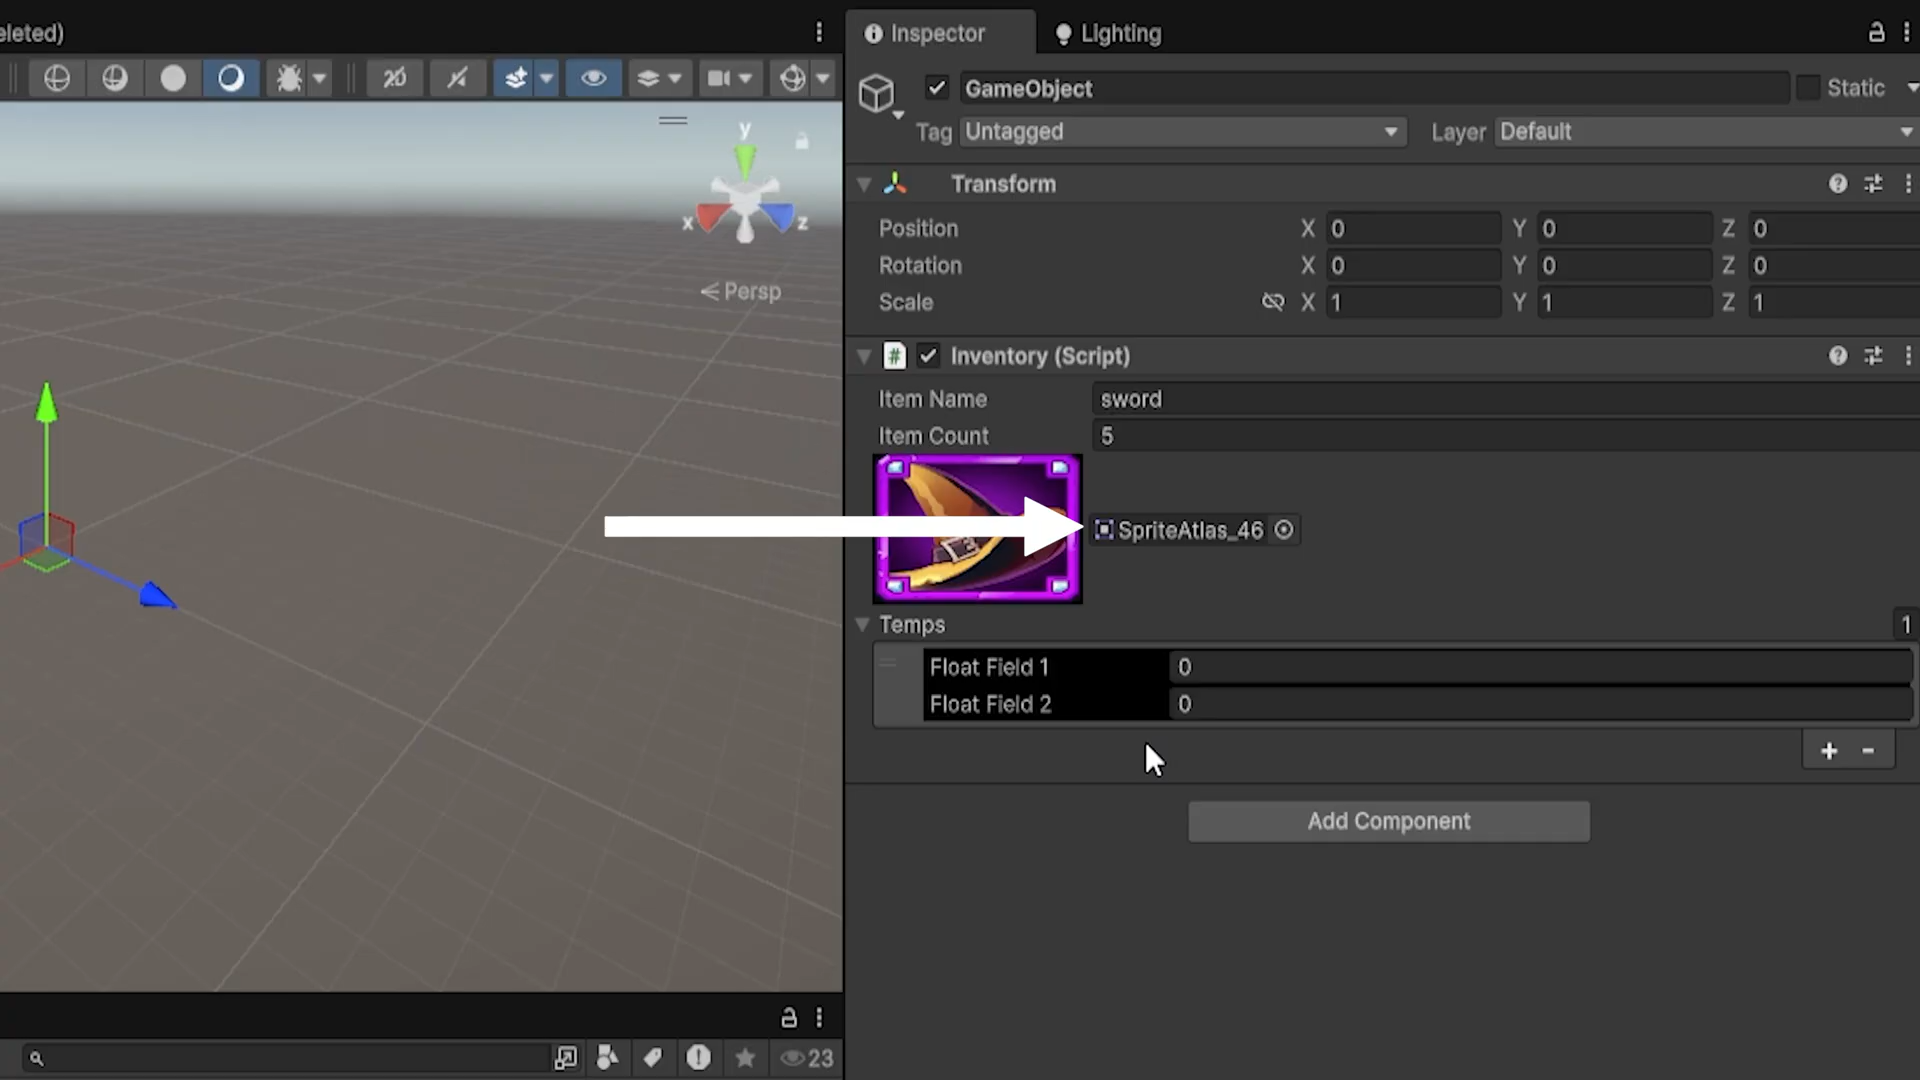 eleted)
Inspector
Lighting
20
GameObject
Static
Tag Untagged
Layer Default
y
x
z
< Persp
Transform
Position X 0 Y 0 Z 0
Rotation X 0 Y 0 Z 0
Scale X 1 Y 1 Z 1
# Inventory (Script)
Item Name sword
Item Count 5
SpriteAtlas_46
Temps 1
Float Field 1 0
Float Field 2 0
+ -
Add Component
23